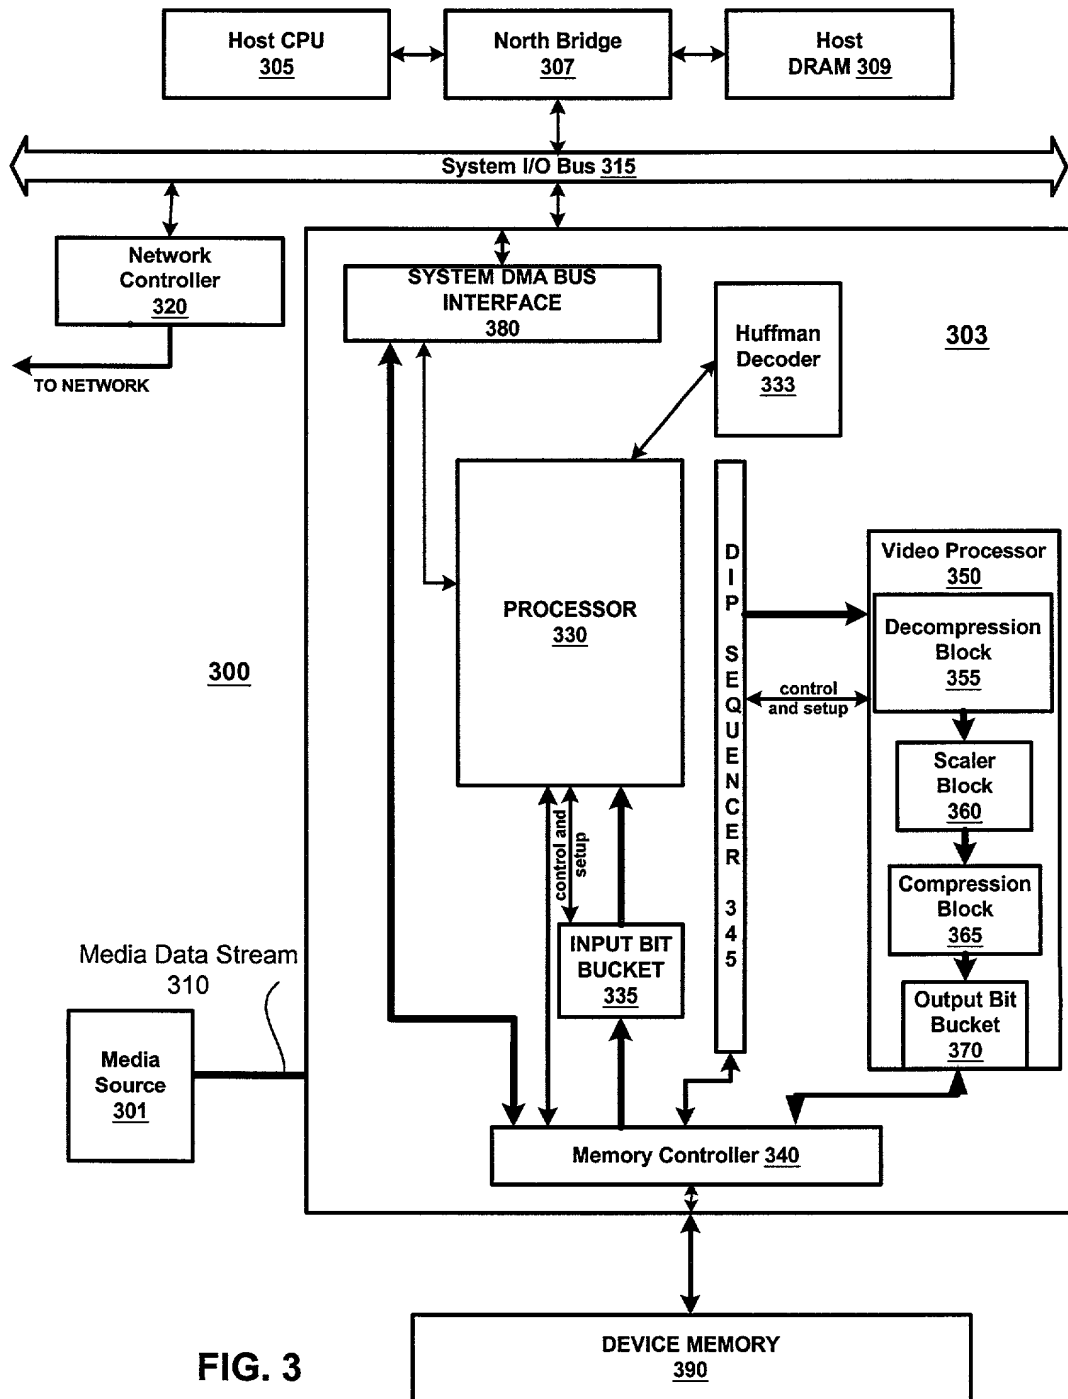 Host CPU
305
North Bridge
307
Host
DRAM 309
System I/O Bus 315
Network
Controller
320
TO NETWORK
SYSTEM DMA BUS
INTERFACE
380
Huffman
Decoder
333
303
PROCESSOR
330
DIP SEQUENCER 345
Video Processor
350
Decompression
Block
355
control
and setup
Scaler
Block
360
Compression
Block
365
Output Bit
Bucket
370
300
control and
setup
INPUT BIT
BUCKET
335
Media Data Stream
310
Media
Source
301
Memory Controller 340
DEVICE MEMORY
390
FIG. 3